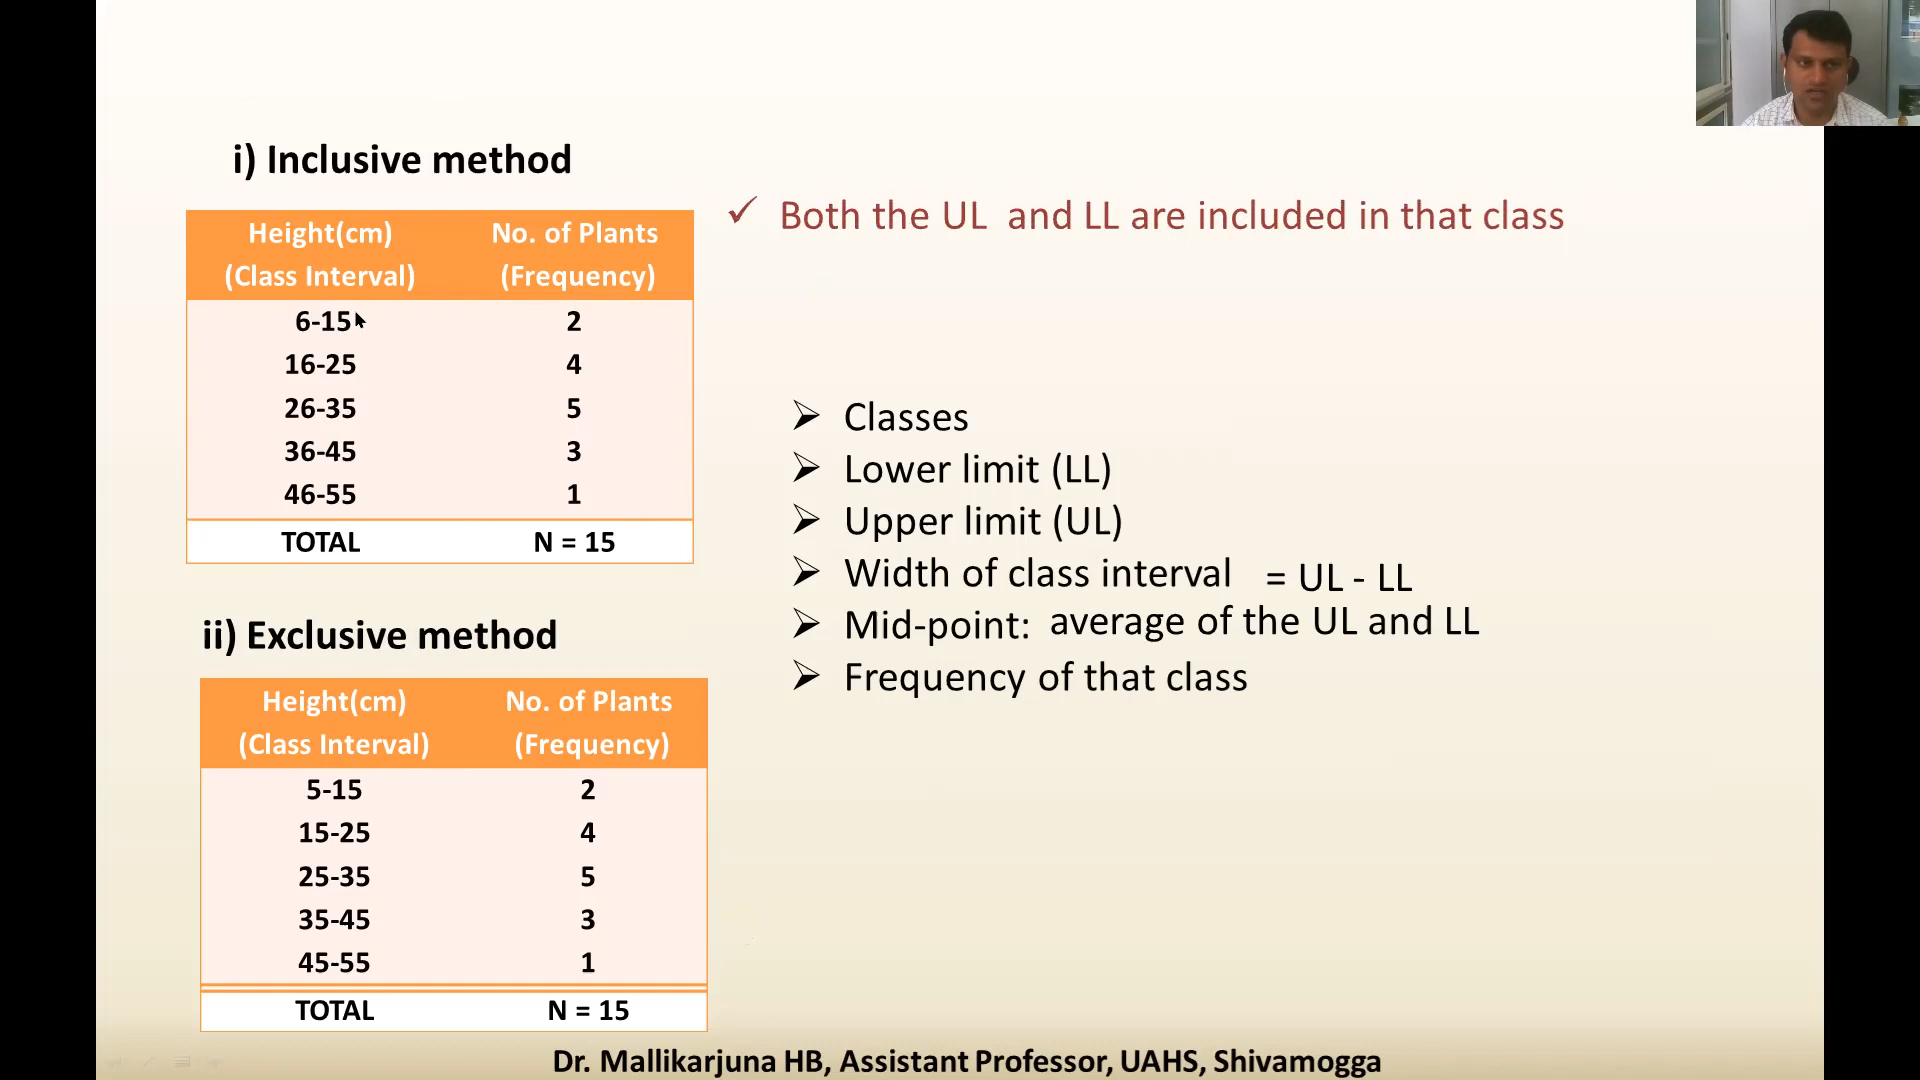 i) Inclusive method
Height(cm) No. of Plants
(Class Interval) (Frequency)
6-15 2
16-25 4
26-35 5
36-45 3
46-55 1
TOTAL N = 15
✓ Both the UL and LL are included in that class
➢ Classes
➢ Lower limit (LL)
➢ Upper limit (UL)
➢ Width of class interval = UL - LL
➢ Mid-point: average of the UL and LL
➢ Frequency of that class
ii) Exclusive method
Height(cm) No. of Plants
(Class Interval) (Frequency)
5-15 2
15-25 4
25-35 5
35-45 3
45-55 1
TOTAL N = 15
Dr. Mallikarjuna HB, Assistant Professor, UAHS, Shivamogga